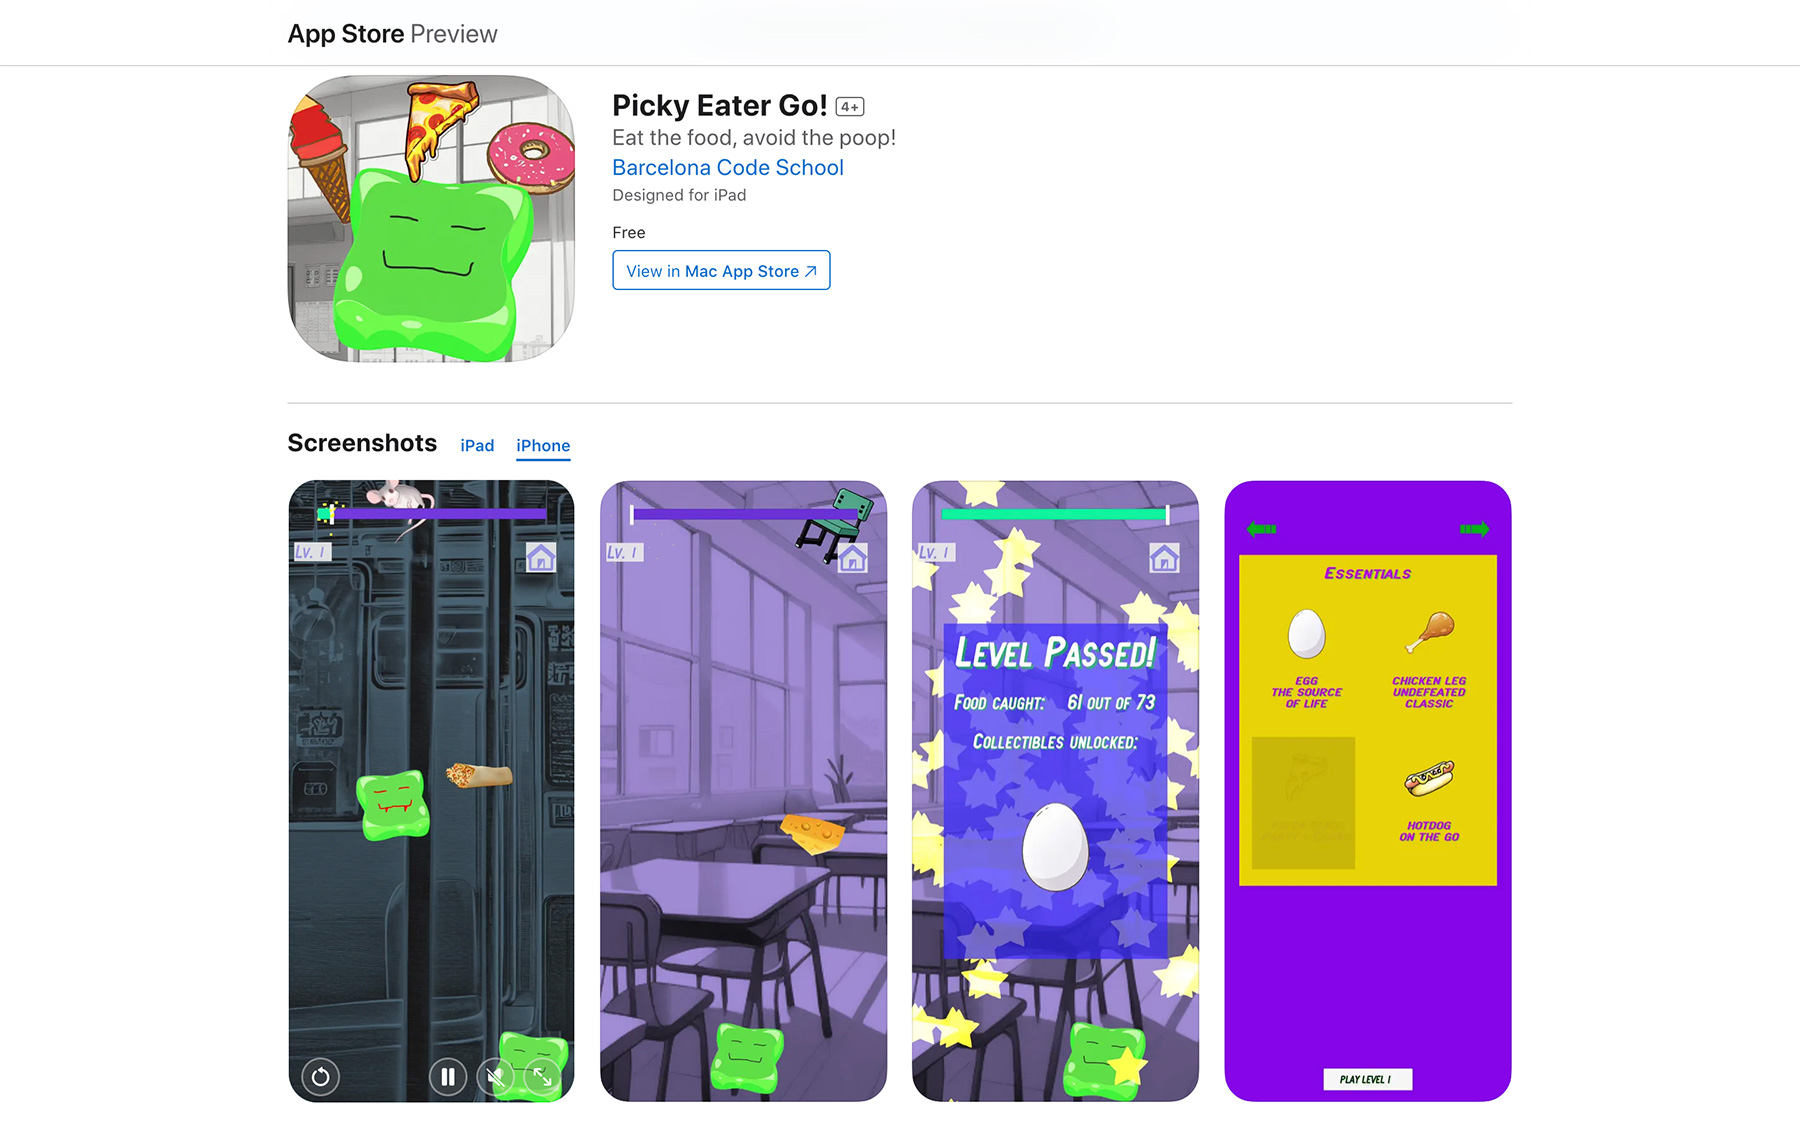 App Store Preview
Picky Eater Go! 4+
Eat the food, avoid the poop!
Barcelona Code School
Designed for iPad
Free
View in Mac App Store
Screenshots iPad iPhone
Lv. 1
Lv. 1
Lv. 1
LEVEL PASSED!
FOOD CAUGHT: 61 OUT OF 73
COLLECTIBLES UNLOCKED:
ESSENTIALS
EGG
THE SOURCE
OF LIFE
CHICKEN LEG
UNDEFEATED
CLASSIC
HOTDOG
ON THE GO
PLAY LEVEL 1